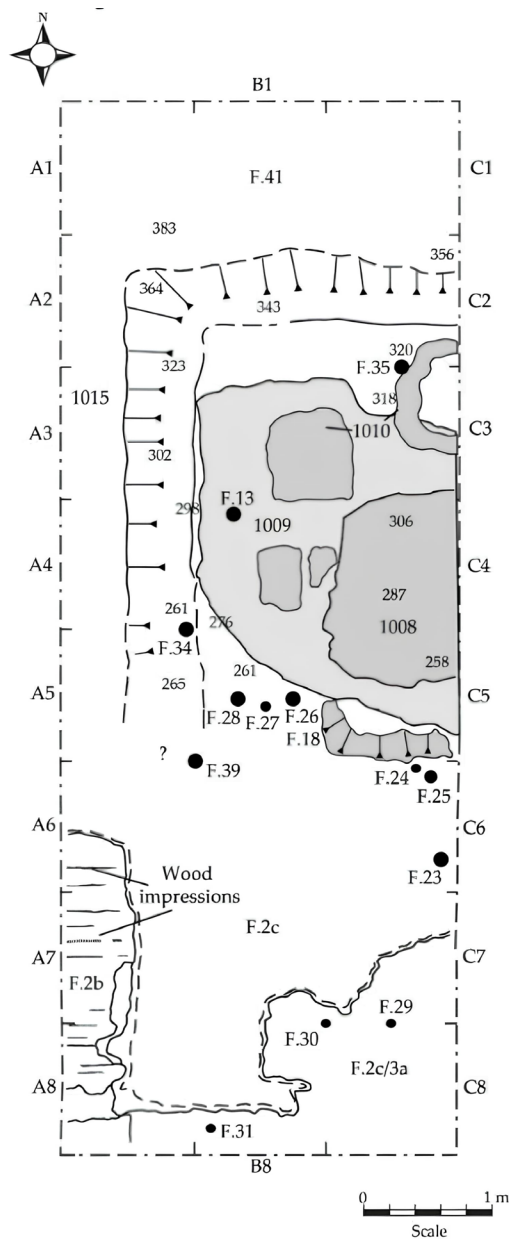 N
B1
A1
C1
F.41
383
356
364
A2
343
C2
320
323
F.35
1015
318
1010
A3
C3
302
F.13
298
1009
306
A4
C4
287
261
276
1008
F.34
261
258
A5
265
C5
F.28
F.27
F.26
F.18
?
F.39
F.24
F.25
A6
C6
Wood
impressions
F.23
F.2c
A7
C7
F.2b
F.29
F.30
F.2c/3a
A8
C8
F.31
B8
0
1 m
Scale